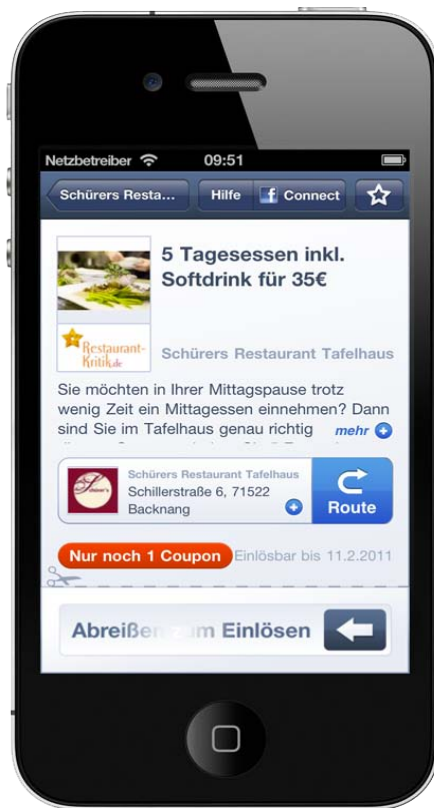 Netzbetreiber 09:51
Schürers Resta... Hilfe f Connect
5 Tagesessen inkl.
Softdrink für 35€
Restaurant-
Kritik.de
Schürers Restaurant Tafelhaus
Sie möchten in Ihrer Mittagspause trotz
wenig Zeit ein Mittagessen einnehmen? Dann
sind Sie im Tafelhaus genau richtig mehr
Schürers Restaurant Tafelhaus
Schillerstraße 6, 71522
Backnang
Route
Nur noch 1 Coupon Einlösbar bis 11.2.2011
Abreißen zum Einlösen